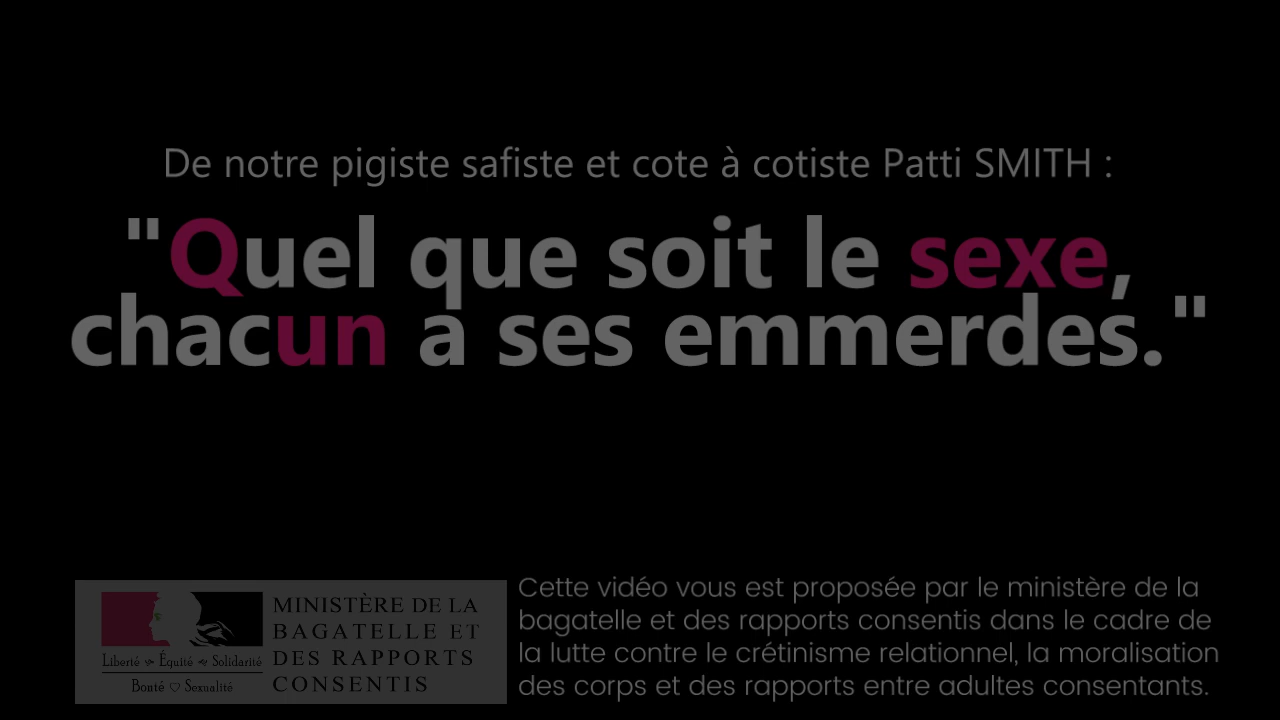 De notre pigiste safiste et cote à cotiste Patti SMITH :
"Quel que soit le sexe,
chacun a ses emmerdes."
MINISTÈRE DE LA
BAGATELLE ET
DES RAPPORTS
CONSENTIS
Liberté Équité Solidarité
Bonté ♡ Sexualité
Cette vidéo vous est proposée par le ministère de la
bagatelle et des rapports consentis dans le cadre de
la lutte contre le crétinisme relationnel, la moralisation
des corps et des rapports entre adultes consentants.